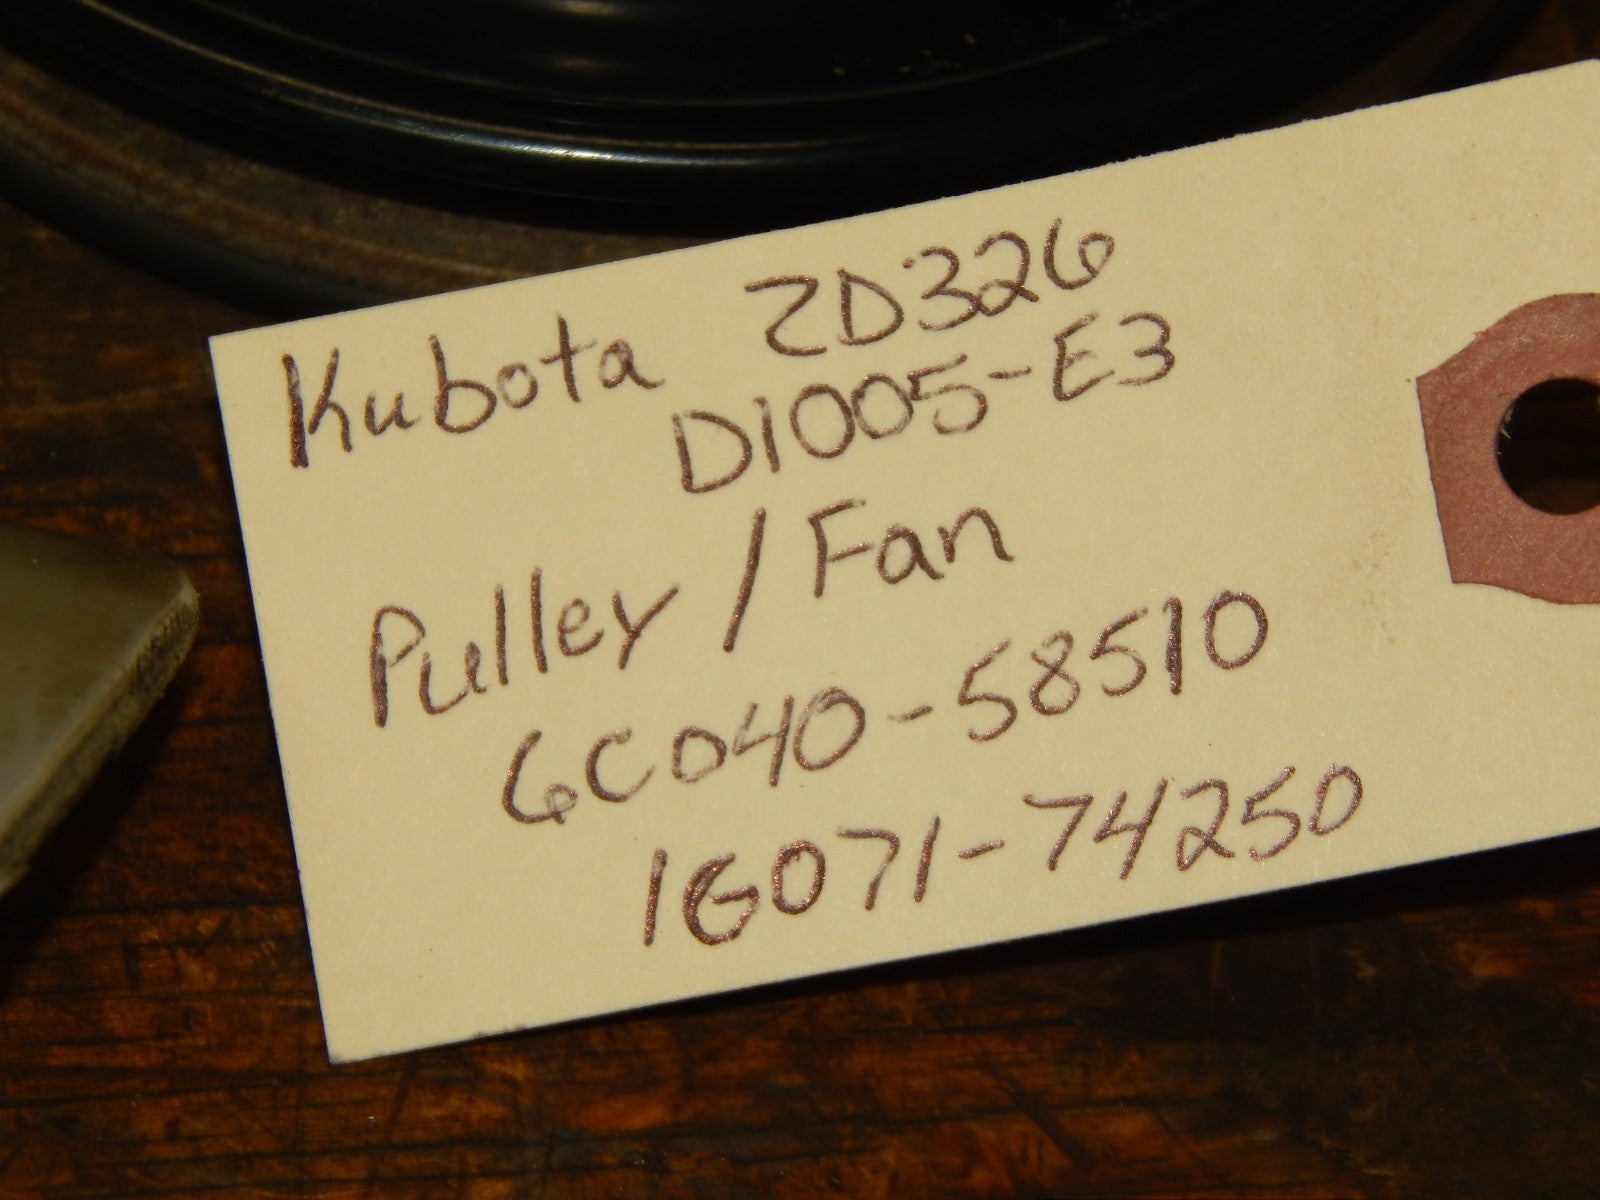 Kubota ZD326
D1005-E3
Pulley / Fan
6C040-58510
1G071-74250